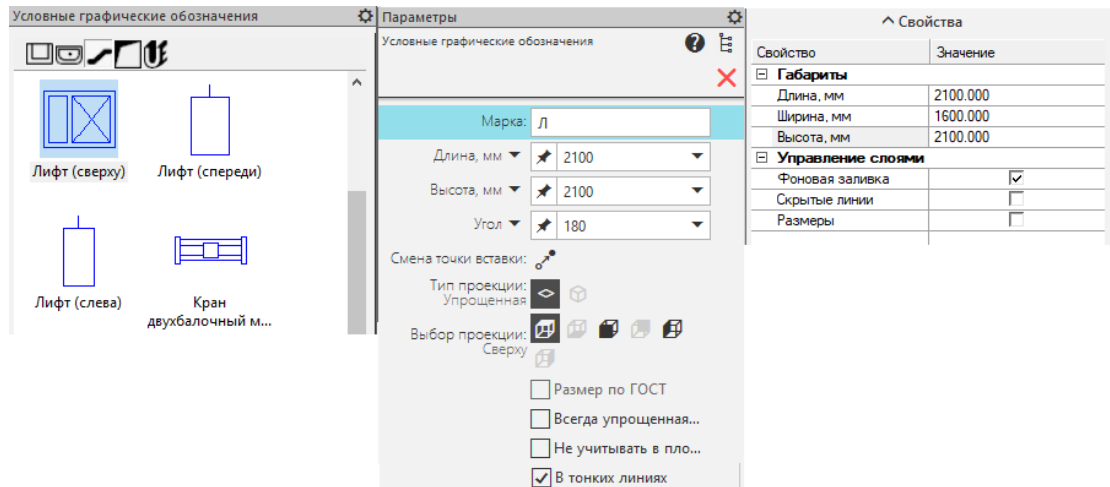 Условные графические обозначения
Лифт (сверху)
Лифт (спереди)
Лифт (слева)
Кран
двухбалочный м...
Параметры
Условные графические обозначения
Марка: Л
Длина, мм 2100
Высота, мм 2100
Угол 180
Смена точки вставки:
Тип проекции:
Упрощенная
Выбор проекции:
Сверху
Размер по ГОСТ
Всегда упрощенная...
Не учитывать в пло...
В тонких линиях
Свойства
Свойство Значение
Габариты
Длина, мм 2100.000
Ширина, мм 1600.000
Высота, мм 2100.000
Управление слоями
Фоновая заливка
Скрытые линии
Размеры